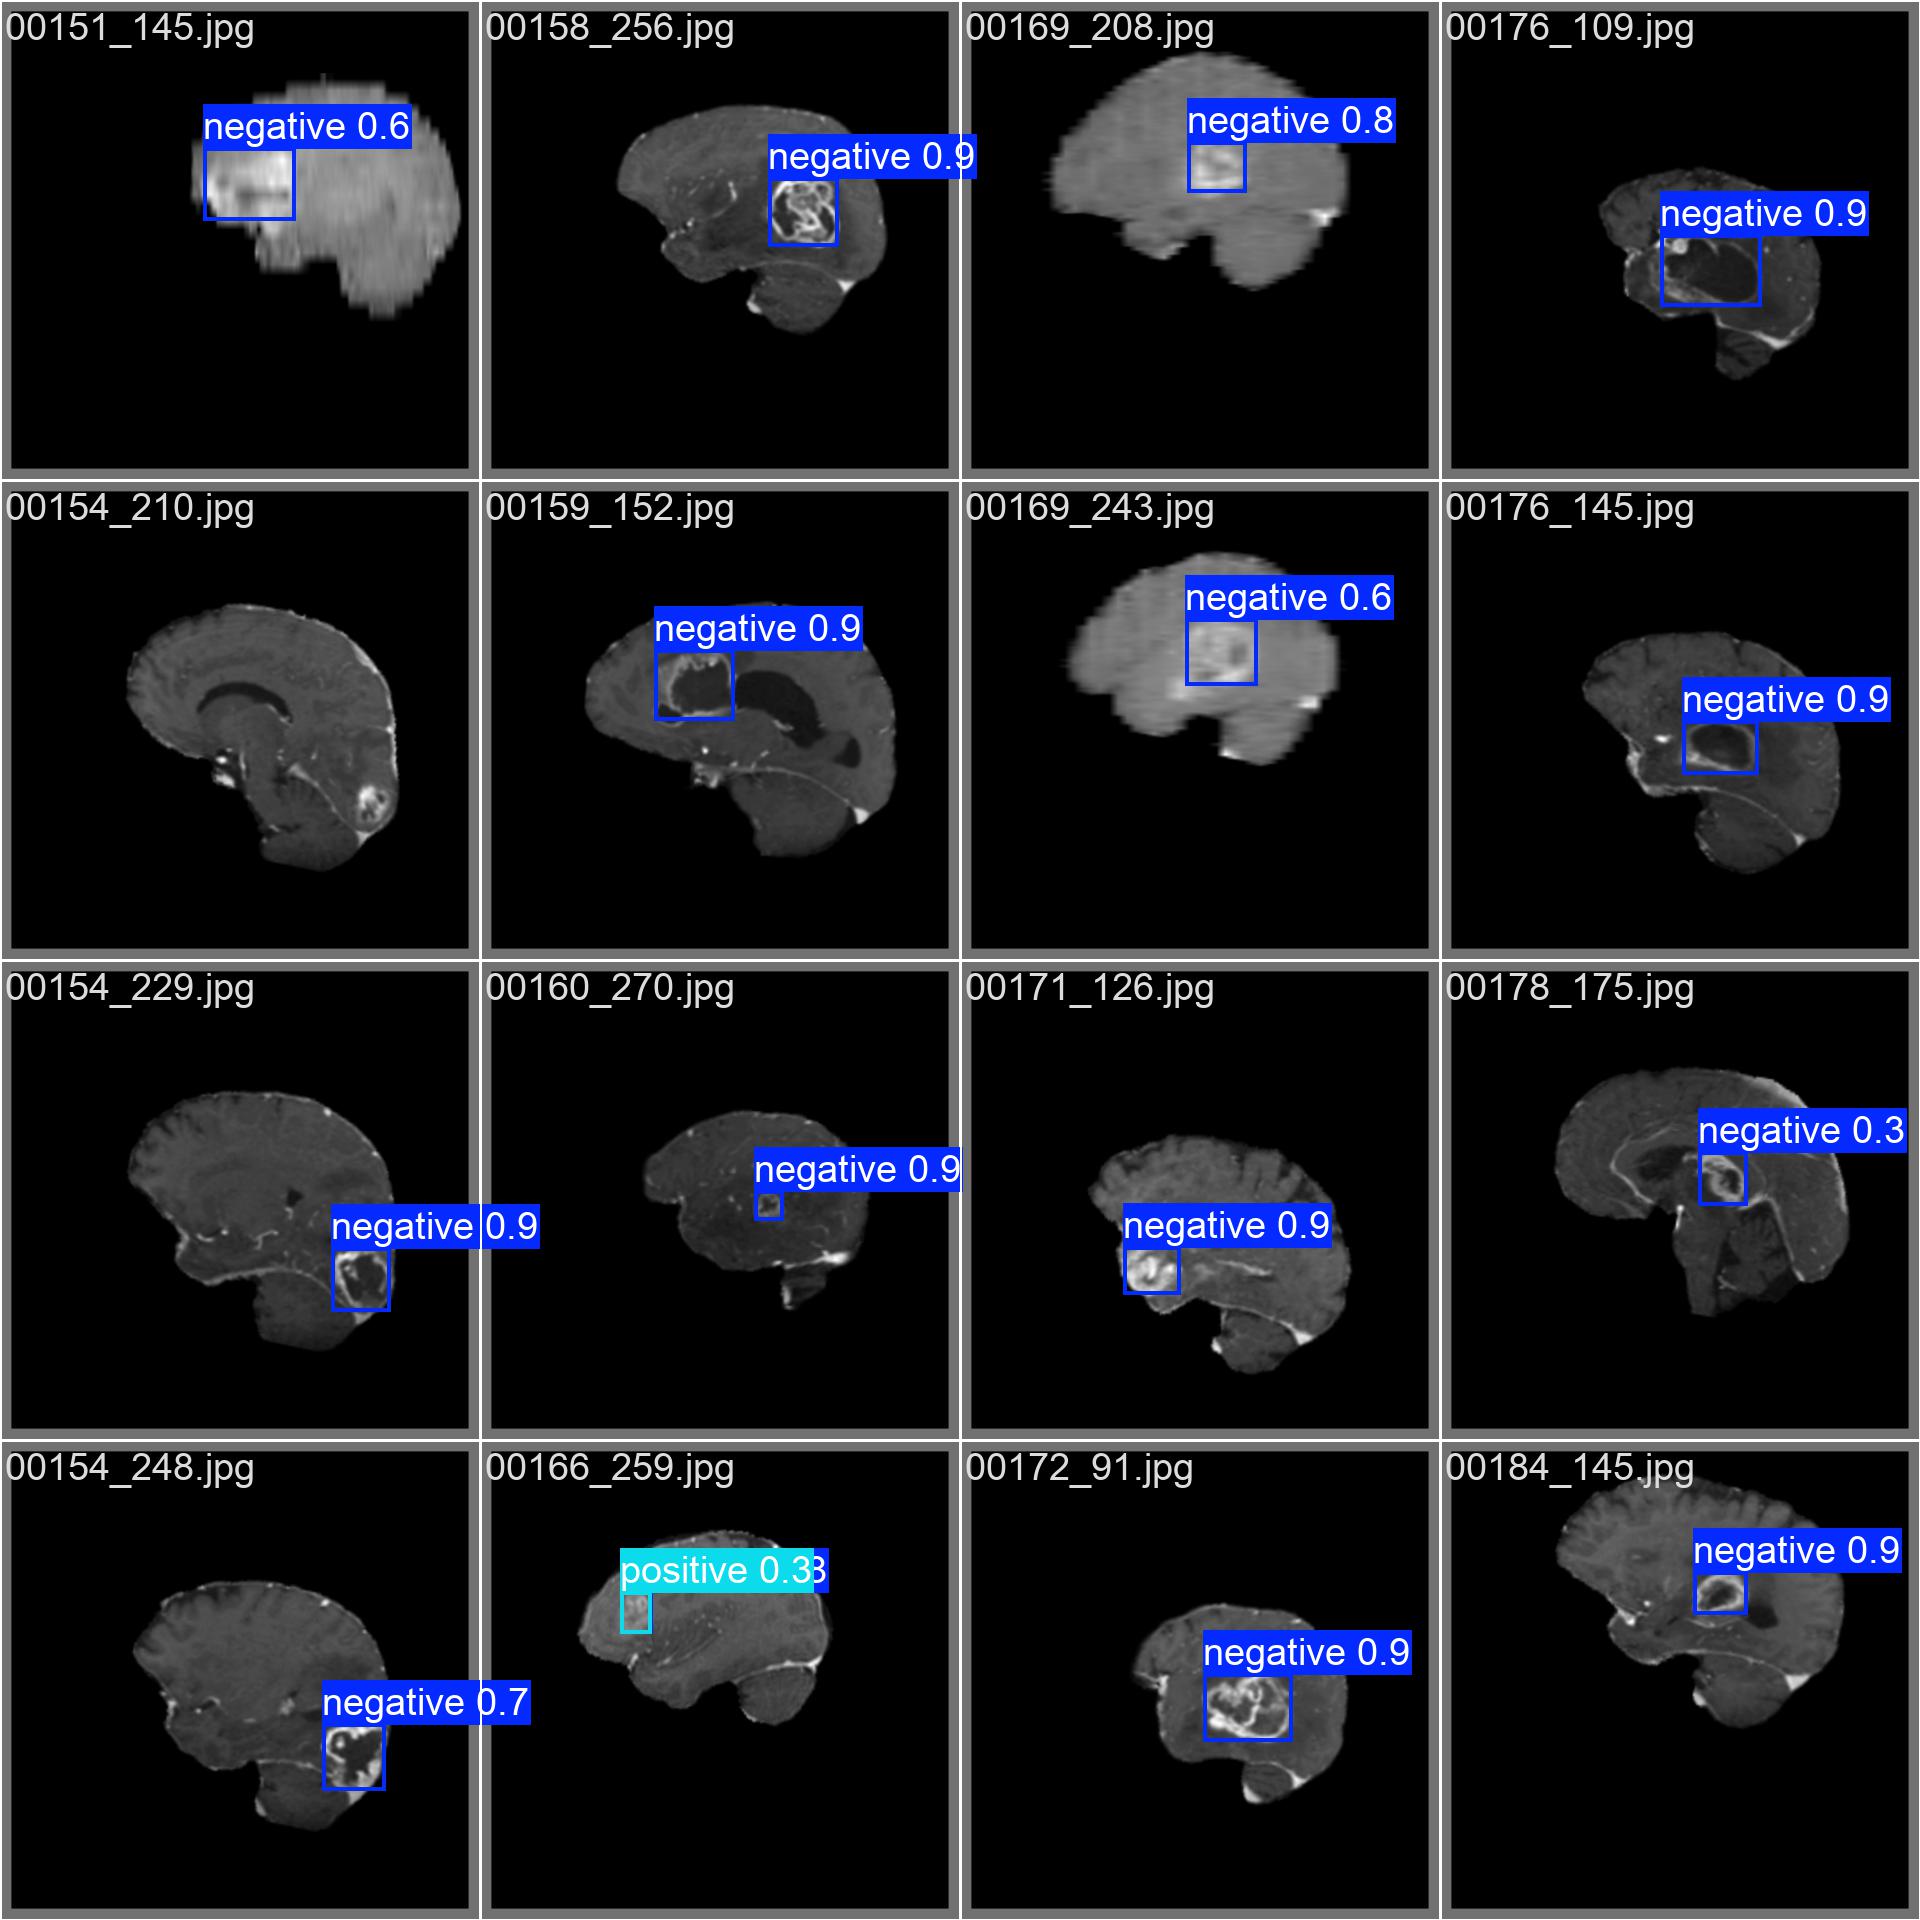 00151_145.jpg
negative 0.6
00158_256.jpg
negative 0.9
00169_208.jpg
negative 0.8
00176_109.jpg
negative 0.9
00154_210.jpg
00159_152.jpg
negative 0.9
00169_243.jpg
negative 0.6
00176_145.jpg
negative 0.9
00154_229.jpg
negative 0.9
00160_270.jpg
negative 0.9
00171_126.jpg
negative 0.9
00178_175.jpg
negative 0.3
00154_248.jpg
negative 0.7
00166_259.jpg
positive 0.3
00172_91.jpg
negative 0.9
00184_145.jpg
negative 0.9